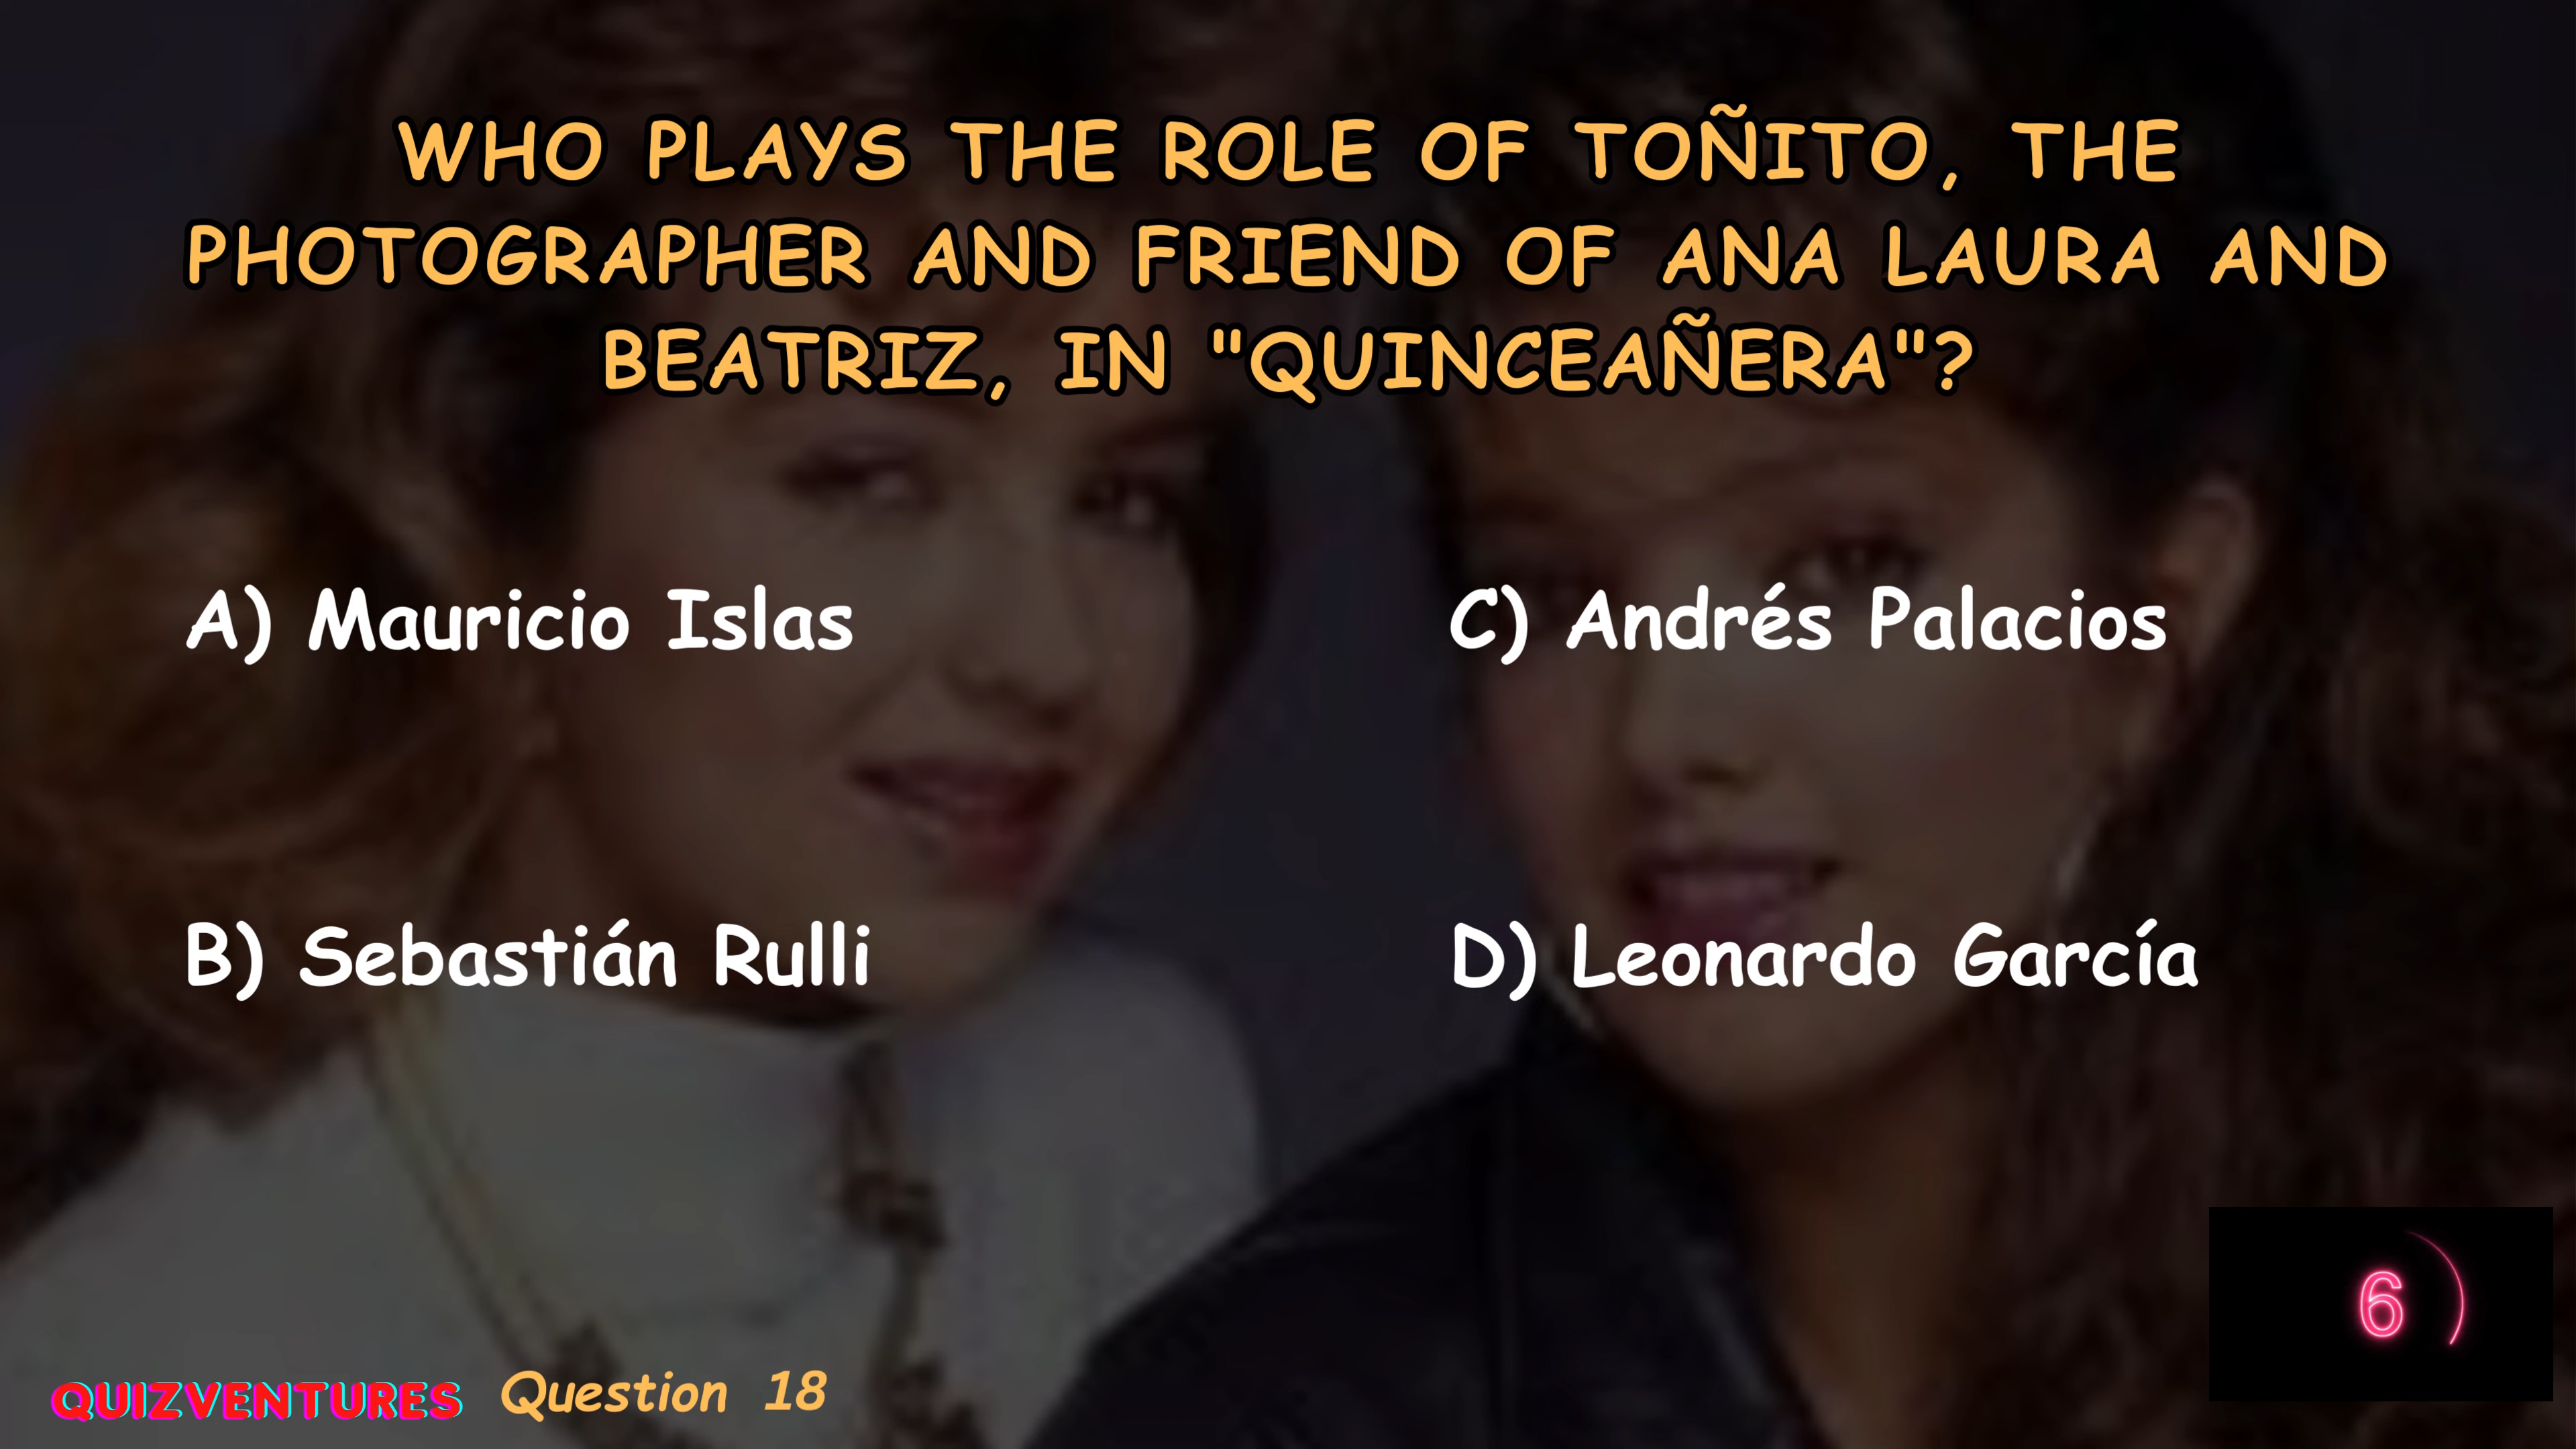 WHO PLAYS THE ROLE OF TOÑITO, THE
PHOTOGRAPHER AND FRIEND OF ANA LAURA AND
BEATRIZ, IN "QUINCEAÑERA"?
A) Mauricio Islas
B) Sebastián Rulli
C) Andrés Palacios
D) Leonardo García
6
QUIZVENTURES Question 18